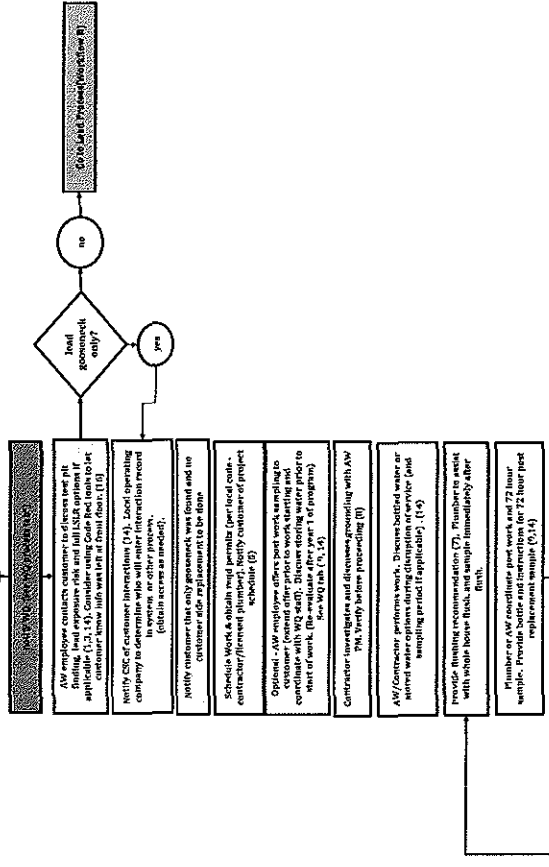 AW employee contacts customer to discuss test pit
finding, lead exposure risk and full LSLR options if
applicable (1,3, 14). Consider using Code Red tools to let
customer know info was left at front door. (16)
lead
gooseneck
only?
no
Go to Lead Process(Workflow B)
yes
Notify CSC of customer interactions (14). Local operating
company to determine who will enter interaction record
in system or other process.
(obtain access as needed).
Notify customer that only gooseneck was found and no
customer side replacement to be done
Schedule Work & obtain reqd permits (per local code -
contractor/licensed plumber). Notify customer of project
schedule (5)
Optional - AW employee offers post work sampling to
customer (extend offer prior to work starting and
coordinate with WQ staff). Discuss storing water prior to
start of work. (Re-evaluate after year 1 of program)
See WQ tab (9, 14)
Contractor investigates and discusses grounding with AW
PM. Verify before proceeding (8)
AW/Contractor performs work. Discuss bottled water or
stored water options during disruption of service (and
sampling period if applicable) . (14)
Provide flushing recommendation (7). Plumber to assist
with whole house flush and sample immediately after
flush.
Plumber or AW coordinate post work and 72 hour
sample. Provide bottle and instructions for 72 hour post
replacement sample (9,14)